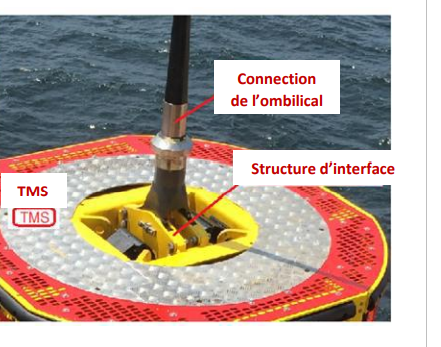 Connection
de l'ombilical
Structure d'interface
TMS
TMS